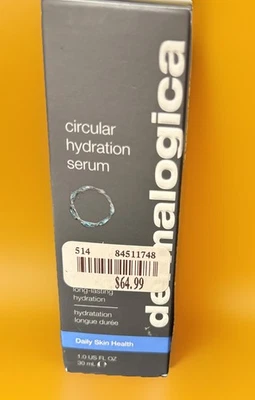 circular
hydration
serum
dermalogica
514 84511748
$64.99
long-lasting
hydration
hydratation
longue durée
Daily Skin Health
1.0 US FL OZ
30 mL ℮